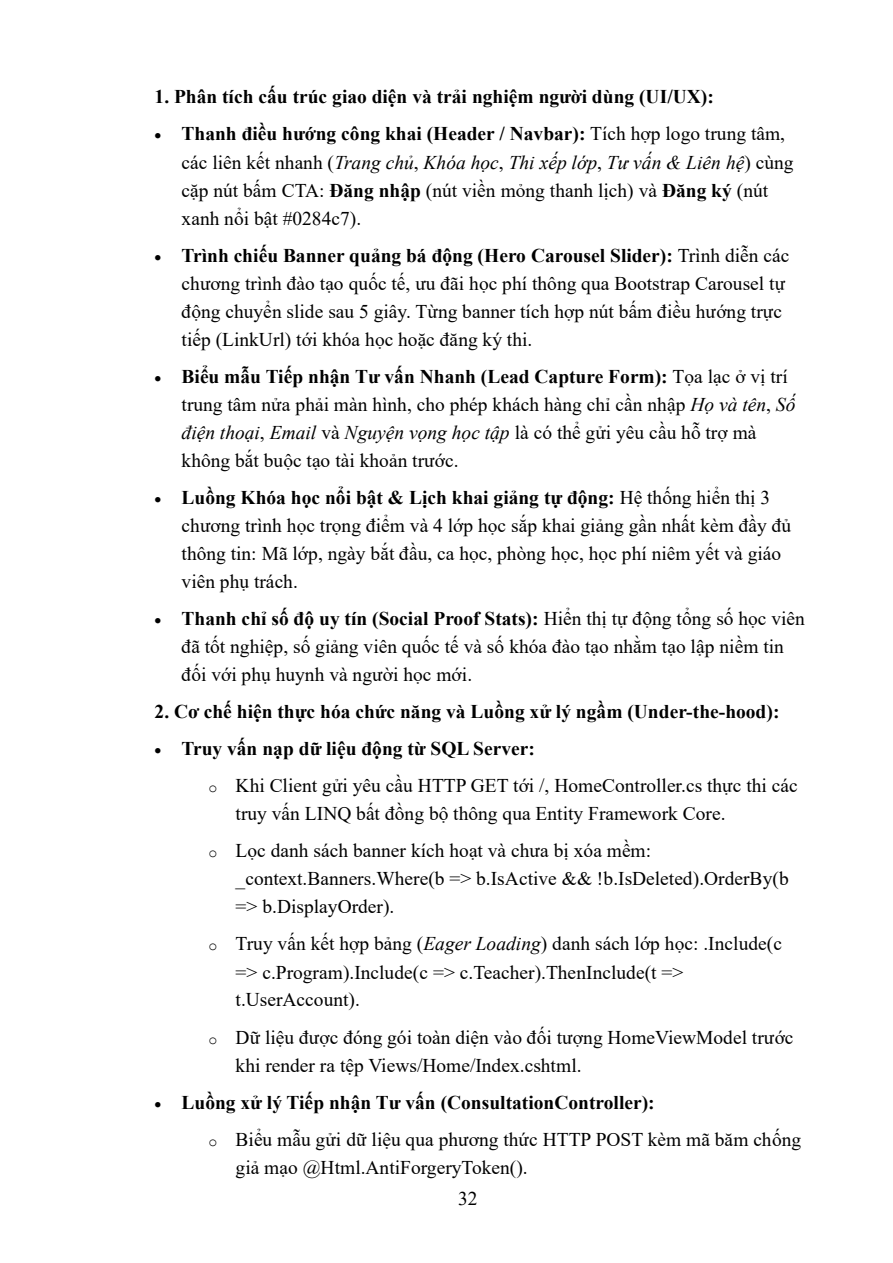 1. Phân tích cấu trúc giao diện và trải nghiệm người dùng (UI/UX):
• Thanh điều hướng công khai (Header / Navbar): Tích hợp logo trung tâm,
các liên kết nhanh (Trang chủ, Khóa học, Thi xếp lớp, Tư vấn & Liên hệ) cùng
cặp nút bấm CTA: Đăng nhập (nút viền mỏng thanh lịch) và Đăng ký (nút
xanh nổi bật #0284c7).
• Trình chiếu Banner quảng bá động (Hero Carousel Slider): Trình diễn các
chương trình đào tạo quốc tế, ưu đãi học phí thông qua Bootstrap Carousel tự
động chuyển slide sau 5 giây. Từng banner tích hợp nút bấm điều hướng trực
tiếp (LinkUrl) tới khóa học hoặc đăng ký thi.
• Biểu mẫu Tiếp nhận Tư vấn Nhanh (Lead Capture Form): Tọa lạc ở vị trí
trung tâm nửa phải màn hình, cho phép khách hàng chỉ cần nhập Họ và tên, Số
điện thoại, Email và Nguyện vọng học tập là có thể gửi yêu cầu hỗ trợ mà
không bắt buộc tạo tài khoản trước.
• Luồng Khóa học nổi bật & Lịch khai giảng tự động: Hệ thống hiển thị 3
chương trình học trọng điểm và 4 lớp học sắp khai giảng gần nhất kèm đầy đủ
thông tin: Mã lớp, ngày bắt đầu, ca học, phòng học, học phí niêm yết và giáo
viên phụ trách.
• Thanh chỉ số độ uy tín (Social Proof Stats): Hiển thị tự động tổng số học viên
đã tốt nghiệp, số giảng viên quốc tế và số khóa đào tạo nhằm tạo lập niềm tin
đối với phụ huynh và người học mới.
2. Cơ chế hiện thực hóa chức năng và Luồng xử lý ngầm (Under-the-hood):
• Truy vấn nạp dữ liệu động từ SQL Server:
o Khi Client gửi yêu cầu HTTP GET tới /, HomeController.cs thực thi các
truy vấn LINQ bất đồng bộ thông qua Entity Framework Core.
o Lọc danh sách banner kích hoạt và chưa bị xóa mềm:
_context.Banners.Where(b => b.IsActive && !b.IsDeleted).OrderBy(b
=> b.DisplayOrder).
o Truy vấn kết hợp bảng (Eager Loading) danh sách lớp học: .Include(c
=> c.Program).Include(c => c.Teacher).ThenInclude(t =>
t.UserAccount).
o Dữ liệu được đóng gói toàn diện vào đối tượng HomeViewModel trước
khi render ra tệp Views/Home/Index.cshtml.
• Luồng xử lý Tiếp nhận Tư vấn (ConsultationController):
o Biểu mẫu gửi dữ liệu qua phương thức HTTP POST kèm mã băm chống
giả mạo @Html.AntiForgeryToken().
32